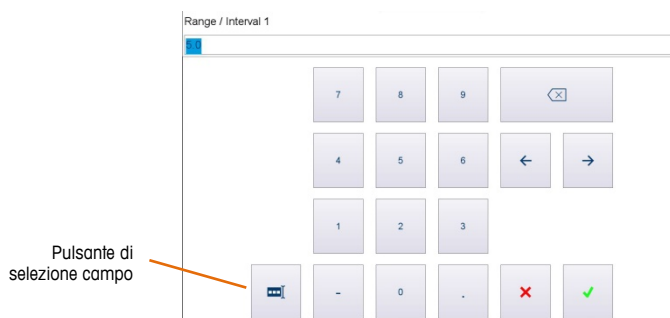 Range / Interval 1
5.0
7 8 9
4 5 6 ← →
1 2 3
Pulsante di
selezione campo
- 0 .